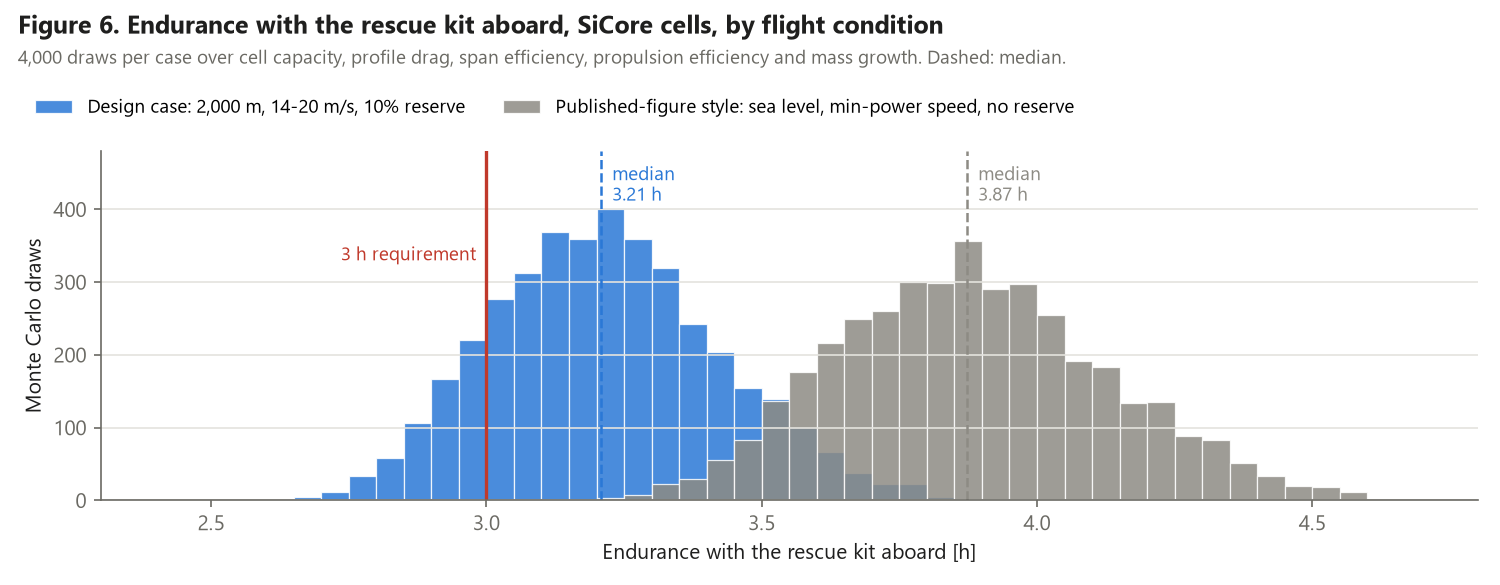 Figure 6. Endurance with the rescue kit aboard, SiCore cells, by flight condition
4,000 draws per case over cell capacity, profile drag, span efficiency, propulsion efficiency and mass growth. Dashed: median.
Design case: 2,000 m, 14-20 m/s, 10% reserve
Published-figure style: sea level, min-power speed, no reserve
median
3.21 h
median
3.87 h
3 h requirement
Monte Carlo draws
400
300
200
100
0
2.5
3.0
3.5
4.0
4.5
Endurance with the rescue kit aboard [h]